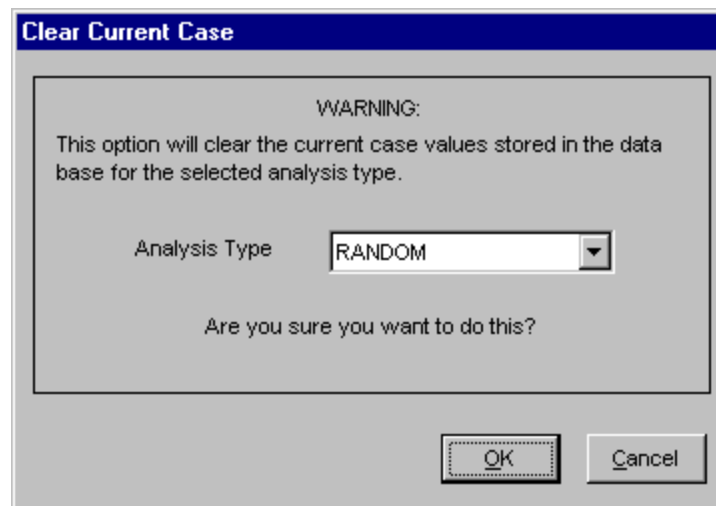 Clear Current Case
WARNING:
This option will clear the current case values stored in the data
base for the selected analysis type.
Analysis Type RANDOM
Are you sure you want to do this?
OK Cancel